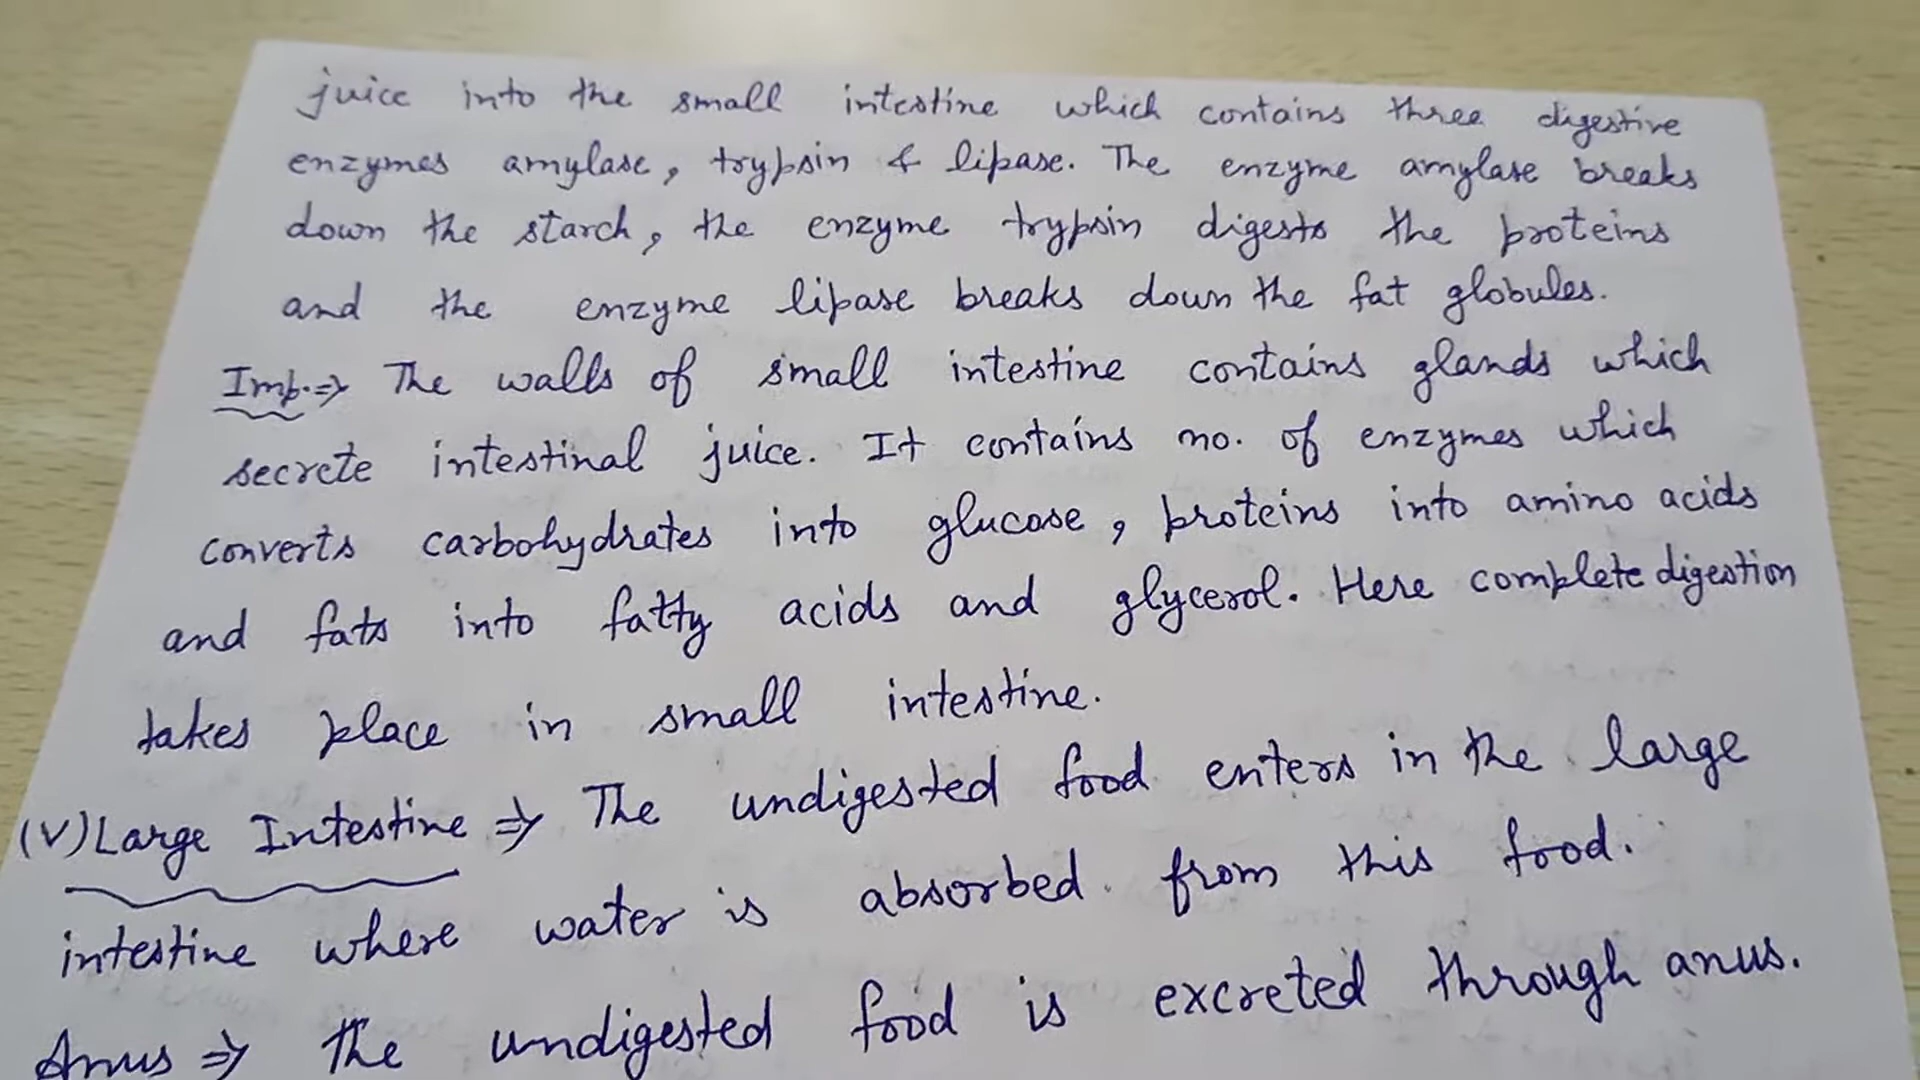 juice into the small intestine which contains three digestive
enzymes amylase, trypsin & lipase. The enzyme amylase breaks
down the starch, the enzyme trypsin digests the proteins
and the enzyme lipase breaks down the fat globules.
Imp.⇒ The walls of small intestine contains glands which
secrete intestinal juice. It contains no. of enzymes which
converts carbohydrates into glucose, proteins into amino acids
and fats into fatty acids and glycerol. Here complete digestion
takes place in small intestine.
(V) Large Intestine ⇒ The undigested food enters in the large
intestine where water is absorbed from this food.
Anus ⇒ the undigested food is excreted through anus.